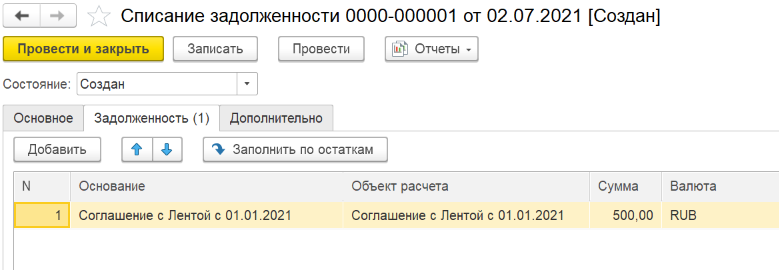 Списание задолженности 0000-000001 от 02.07.2021 [Создан]
Провести и закрыть Записать Провести Отчеты
Состояние: Создан
Основное Задолженность (1) Дополнительно
Добавить Заполнить по остаткам
N Основание Объект расчета Сумма Валюта
1 Соглашение с Лентой с 01.01.2021 Соглашение с Лентой с 01.01.2021 500,00 RUB